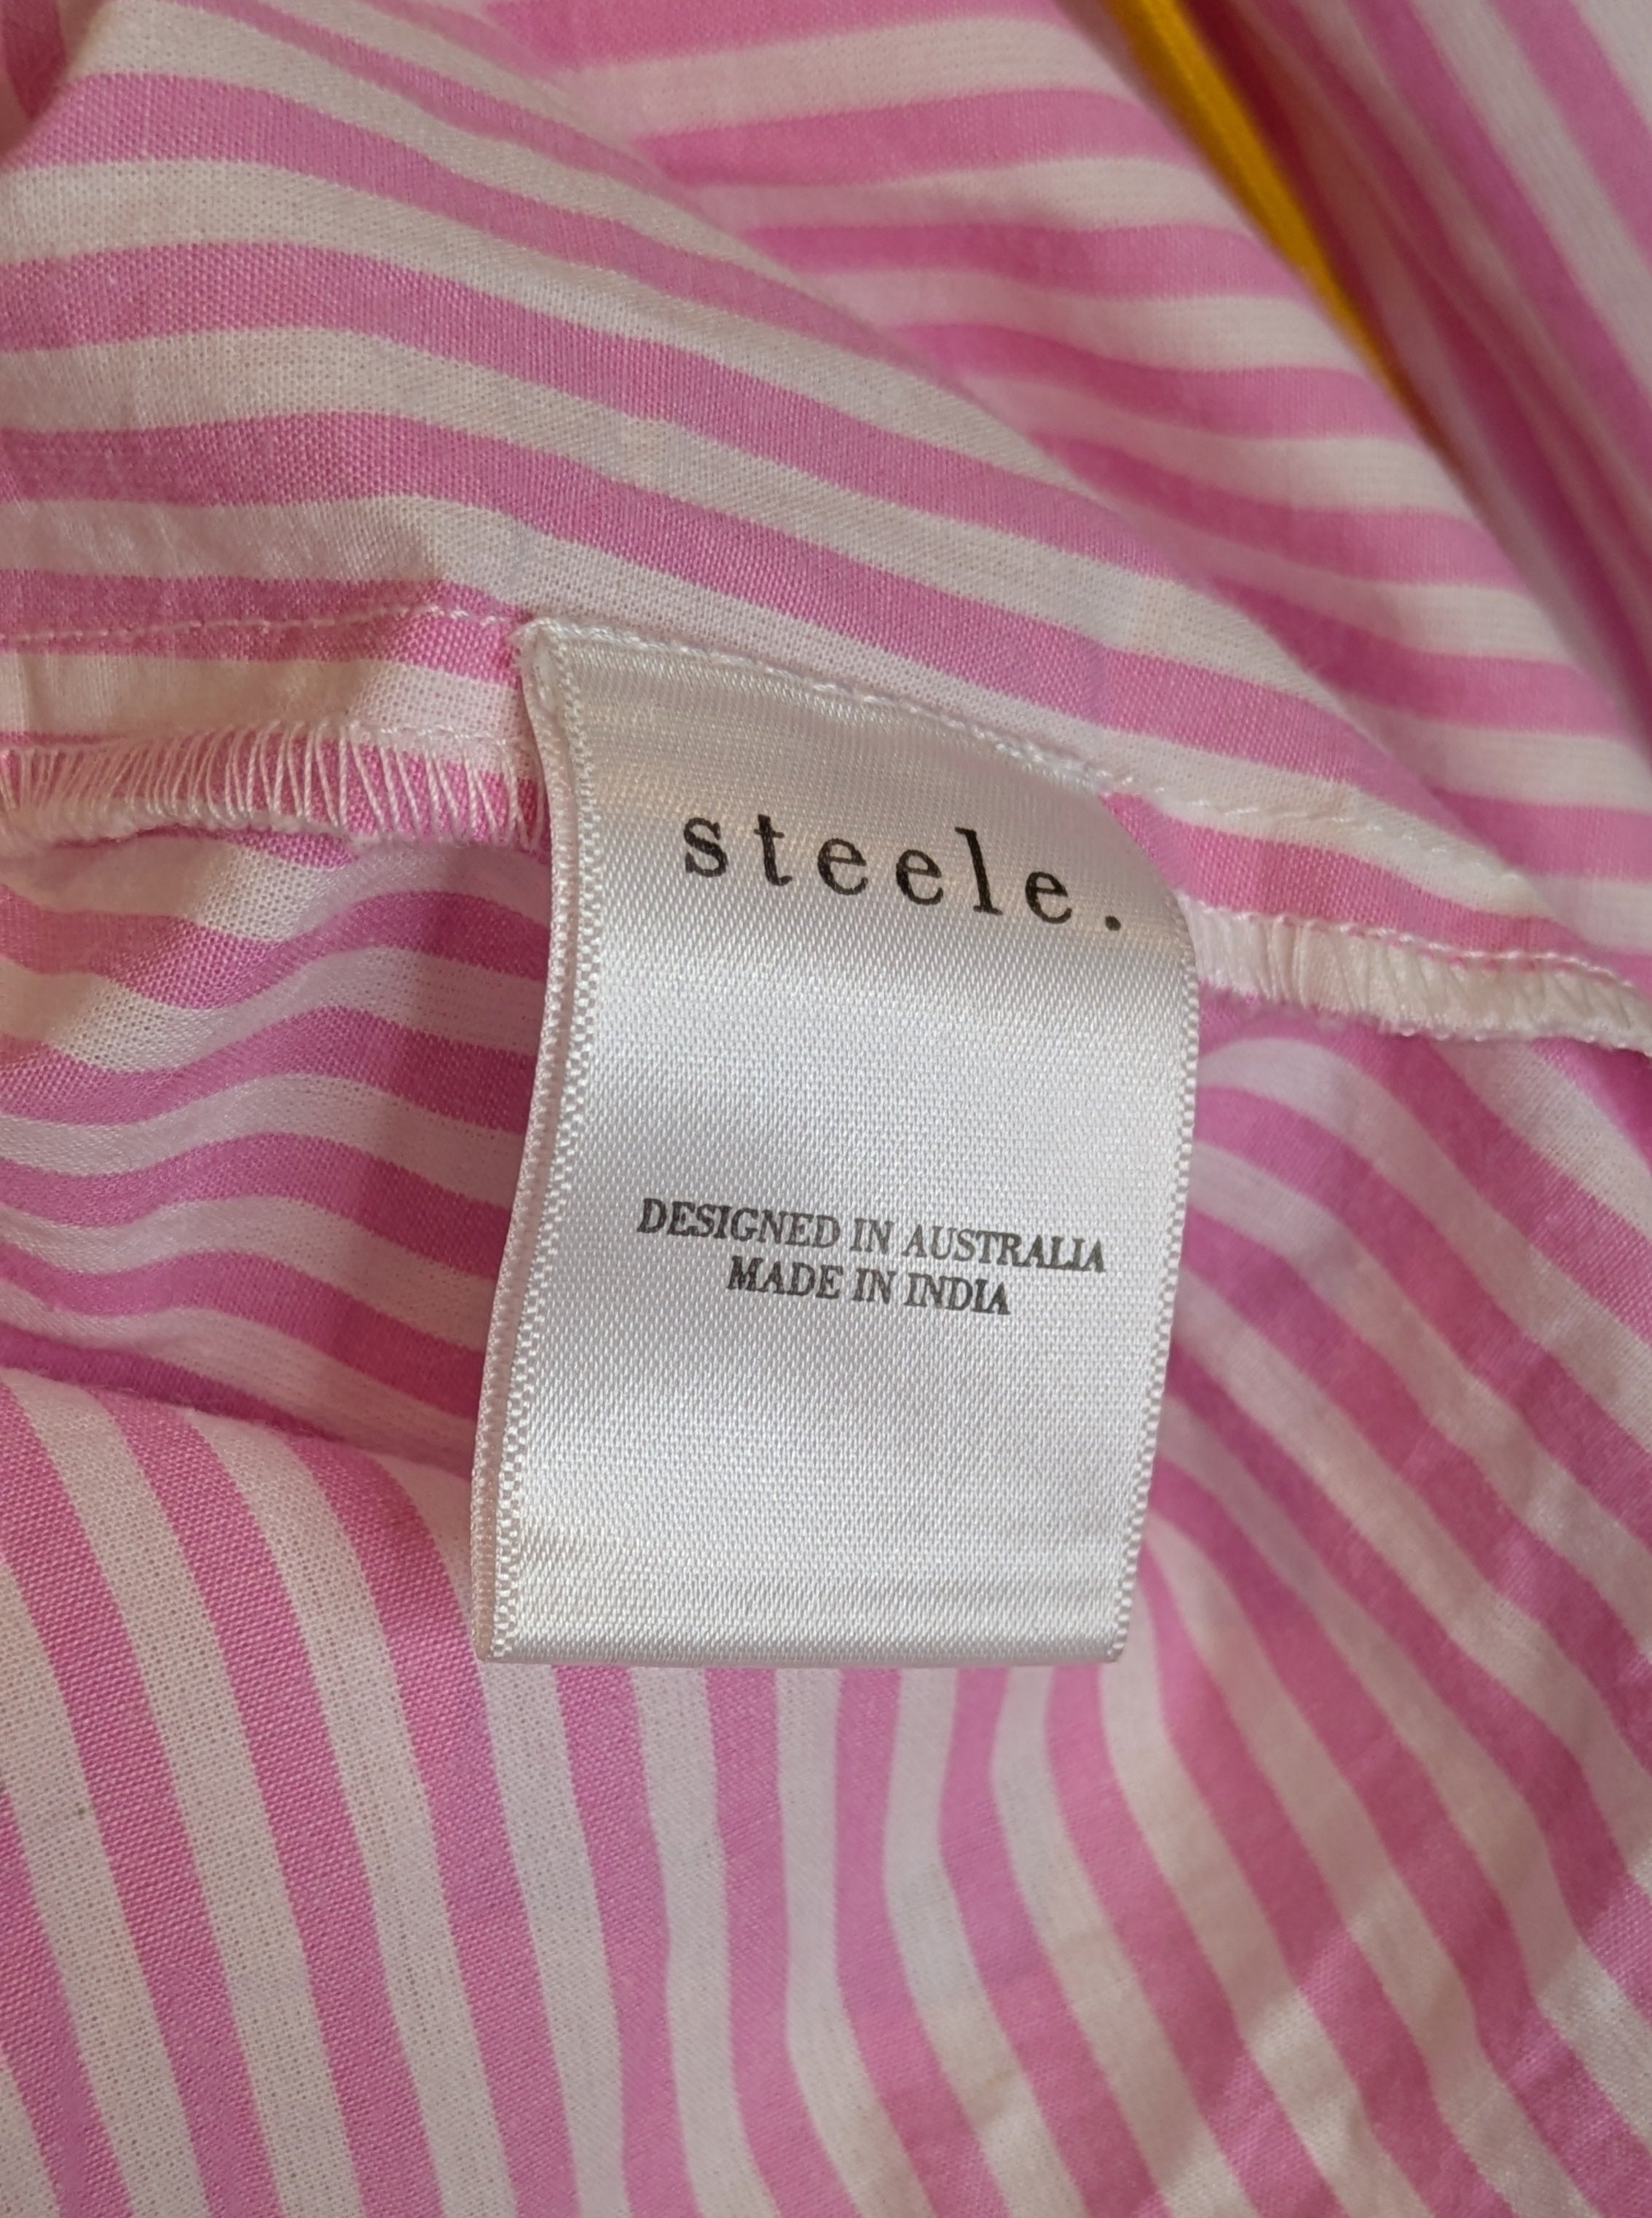 steele.
DESIGNED IN AUSTRALIA
MADE IN INDIA